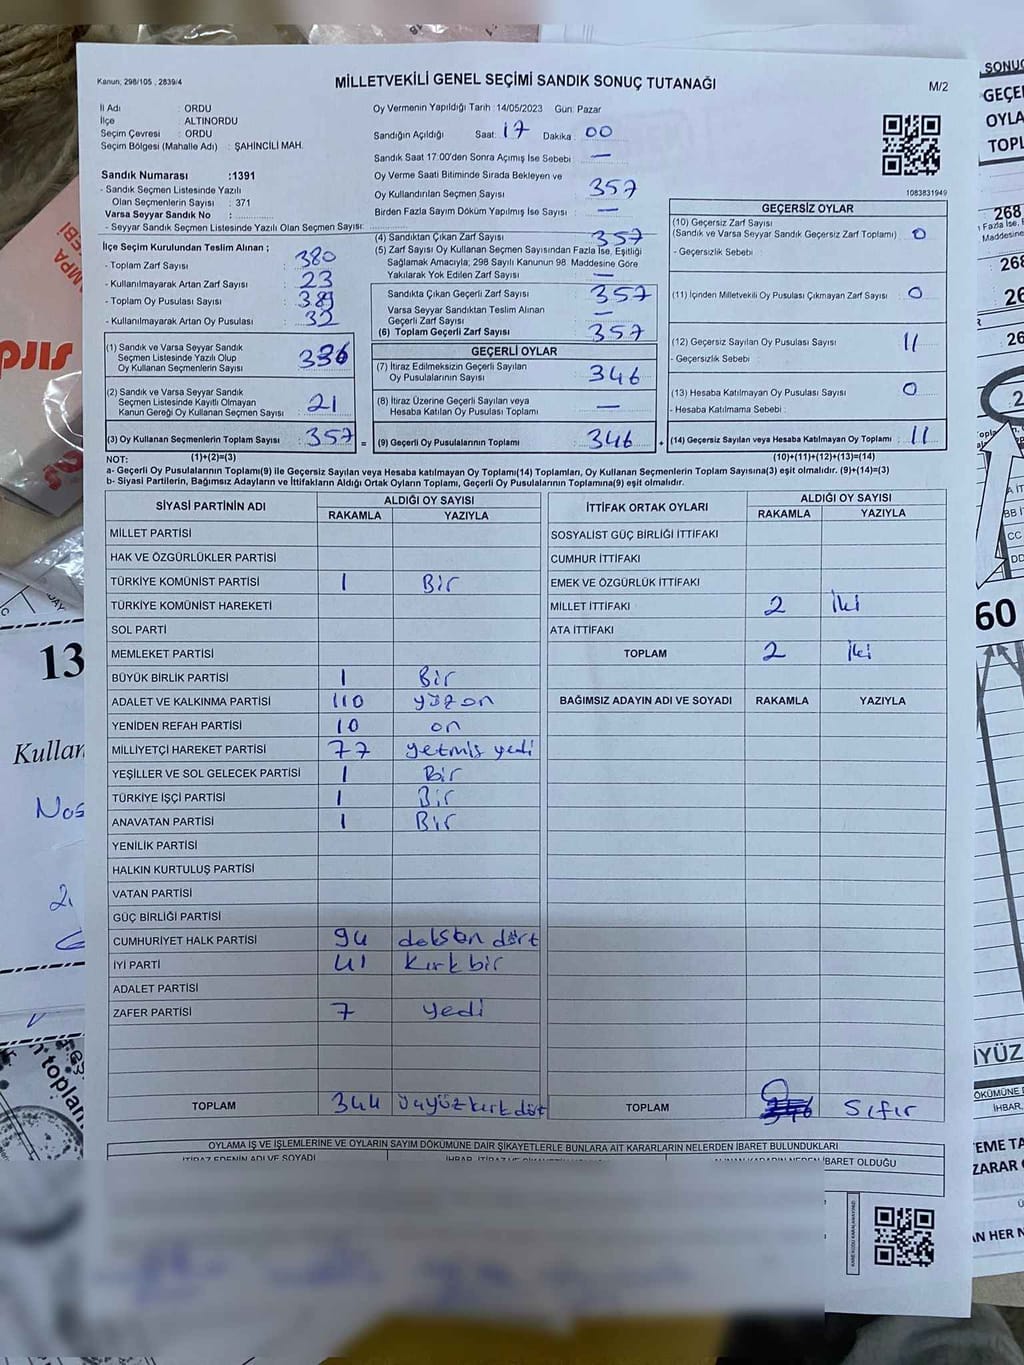 Kanun, 298/105 , 2839/4
MİLLETVEKİLİ GENEL SEÇİMİ SANDIK SONUÇ TUTANAĞI
M/2
İl Adı : ORDU
İlçe : ALTINORDU
Seçim Çevresi : ORDU
Seçim Bölgesi (Mahalle Adı) : ŞAHİNCİLİ MAH.
Sandık Numarası :1391
- Sandık Seçmen Listesinde Yazılı
Olan Seçmenlerin Sayısı : 371
Varsa Seyyar Sandık No :
- Seyyar Sandık Seçmen Listesinde Yazılı Olan Seçmen Sayısı:
Oy Vermenin Yapıldığı Tarih : 14/05/2023 Gün: Pazar
Sandığın Açıldığı Saat: 17 Dakika : 00
Sandık Saat 17:00'den Sonra Açımış İse Sebebi : —
Oy Verme Saati Bitiminde Sırada Bekleyen ve
Oy Kullandırılan Seçmen Sayısı : 357
Birden Fazla Sayım Döküm Yapılmış İse Sayısı : —
1083831949
İlçe Seçim Kurulundan Teslim Alınan ;
- Toplam Zarf Sayısı : 380
- Kullanılmayarak Artan Zarf Sayısı : 23
- Toplam Oy Pusulası Sayısı : 389
- Kullanılmayarak Artan Oy Pusulası : 32
(1) Sandık ve Varsa Seyyar Sandık
Seçmen Listesinde Yazılı Olup
Oy Kullanan Seçmenlerin Sayısı : 336
(2) Sandık ve Varsa Seyyar Sandık
Seçmen Listesinde Kayıtlı Olmayan
Kanun Gereği Oy Kullanan Seçmen Sayısı : 21
(3) Oy Kullanan Seçmenlerin Toplam Sayısı : 357 =
(4) Sandıktan Çıkan Zarf Sayısı : 357
(5) Zarf Sayısı Oy Kullanan Seçmen Sayısından Fazla İse, Eşitliği
Sağlamak Amacıyla; 298 Sayılı Kanunun 98. Maddesine Göre
Yakılarak Yok Edilen Zarf Sayısı : —
Sandıkta Çıkan Geçerli Zarf Sayısı : 357
Varsa Seyyar Sandıktan Teslim Alınan
Geçerli Zarf Sayısı : —
(6) Toplam Geçerli Zarf Sayısı : 357
GEÇERLİ OYLAR
(7) İtiraz Edilmeksizin Geçerli Sayılan
Oy Pusulalarının Sayısı : 346
(8) İtiraz Üzerine Geçerli Sayılan veya
Hesaba Katılan Oy Pusulası Toplamı : —
(9) Geçerli Oy Pusulalarının Toplamı : 346 +
GEÇERSİZ OYLAR
(10) Geçersiz Zarf Sayısı
(Sandık ve Varsa Seyyar Sandık Geçersiz Zarf Toplamı) : 0
- Geçersizlik Sebebi :
(11) İçinden Milletvekili Oy Pusulası Çıkmayan Zarf Sayısı : 0
(12) Geçersiz Sayılan Oy Pusulası Sayısı : 11
- Geçersizlik Sebebi :
(13) Hesaba Katılmayan Oy Pusulası Sayısı : 0
- Hesaba Katılmama Sebebi :
(14) Geçersiz Sayılan veya Hesaba Katılmayan Oy Toplamı : 11
NOT: (1)+(2)=(3) (10)+(11)+(12)+(13)=(14)
a- Geçerli Oy Pusulalarının Toplamı(9) ile Geçersiz Sayılan veya Hesaba katılmayan Oy Toplamı(14) Toplamları, Oy Kullanan Seçmenlerin Toplam Sayısına(3) eşit olmalıdır. (9)+(14)=(3)
b- Siyasi Partilerin, Bağımsız Adayların ve İttifakların Aldığı Ortak Oyların Toplamı, Geçerli Oy Pusulalarının Toplamına(9) eşit olmalıdır.
SİYASİ PARTİNİN ADI ALDIĞI OY SAYISI
RAKAMLA YAZIYLA
MİLLET PARTİSİ
HAK VE ÖZGÜRLÜKLER PARTİSİ
TÜRKİYE KOMÜNİST PARTİSİ 1 Bir
TÜRKİYE KOMÜNİST HAREKETİ
SOL PARTİ
MEMLEKET PARTİSİ
BÜYÜK BİRLİK PARTİSİ 1 Bir
ADALET VE KALKINMA PARTİSİ 110 yüzon
YENİDEN REFAH PARTİSİ 10 on
MİLLİYETÇİ HAREKET PARTİSİ 77 yetmiş yedi
YEŞİLLER VE SOL GELECEK PARTİSİ 1 Bir
TÜRKİYE İŞÇİ PARTİSİ 1 Bir
ANAVATAN PARTİSİ 1 Bir
YENİLİK PARTİSİ
HALKIN KURTULUŞ PARTİSİ
VATAN PARTİSİ
GÜÇ BİRLİĞİ PARTİSİ
CUMHURİYET HALK PARTİSİ 94 doksan dört
İYİ PARTİ 41 kırk bir
ADALET PARTİSİ
ZAFER PARTİSİ 7 yedi
TOPLAM 344 üçyüzkırkdört
İTTİFAK ORTAK OYLARI ALDIĞI OY SAYISI
RAKAMLA YAZIYLA
SOSYALİST GÜÇ BİRLİĞİ İTTİFAKI
CUMHUR İTTİFAKI
EMEK VE ÖZGÜRLÜK İTTİFAKI
MİLLET İTTİFAKI 2 İki
ATA İTTİFAKI
TOPLAM 2 İki
BAĞIMSIZ ADAYIN ADI VE SOYADI RAKAMLA YAZIYLA
TOPLAM 0 Sıfır
OYLAMA İŞ VE İŞLEMLERİNE VE OYLARIN SAYIM DÖKÜMÜNE DAİR ŞİKAYETLERLE BUNLARA AİT KARARLARIN NELERDEN İBARET BULUNDUKLARI
İTİRAZ EDENİN ADI VE SOYADI
İBARET OLDUĞU
13
Kullan
60